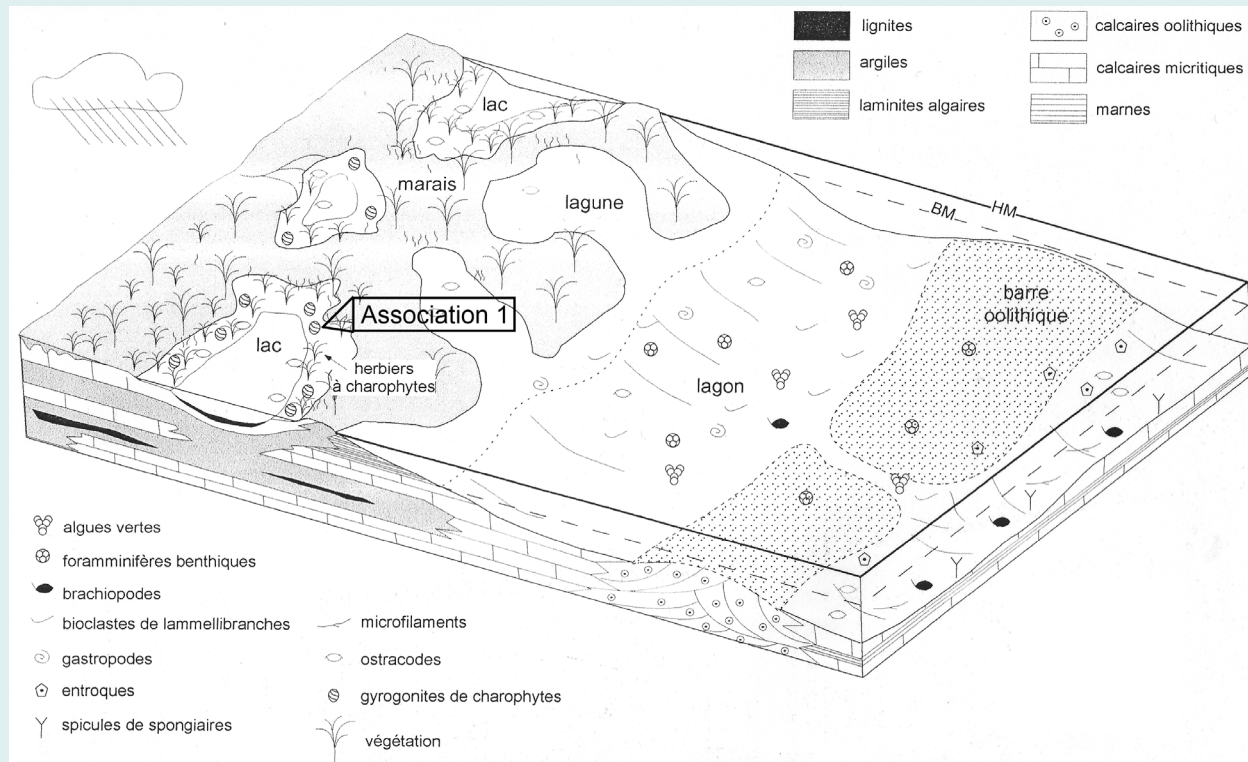 lignites
argiles
laminites algaires
calcaires oolithiques
calcaires micritiques
marnes
lac
marais
lagune
BM
HM
barre
oolithique
Association 1
lac
herbiers
à charophytes
lagon
algues vertes
foramminifères benthiques
brachiopodes
bioclastes de lammellibranches
gastropodes
entroques
spicules de spongiaires
microfilaments
ostracodes
gyrogonites de charophytes
végétation